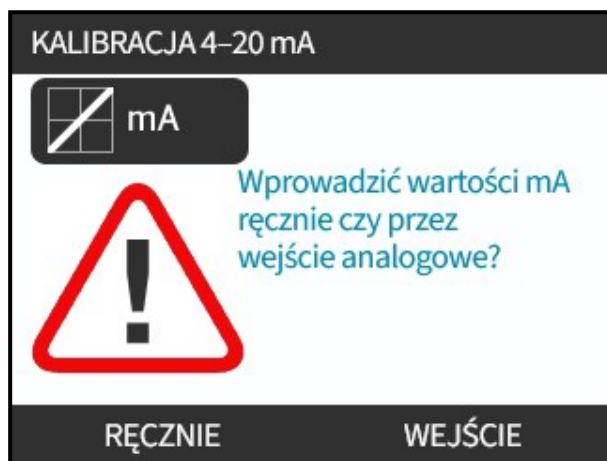 KALIBRACJA 4–20 mA
mA
Wprowadzić wartości mA
ręcznie czy przez
wejście analogowe?
!
RĘCZNIE WEJŚCIE